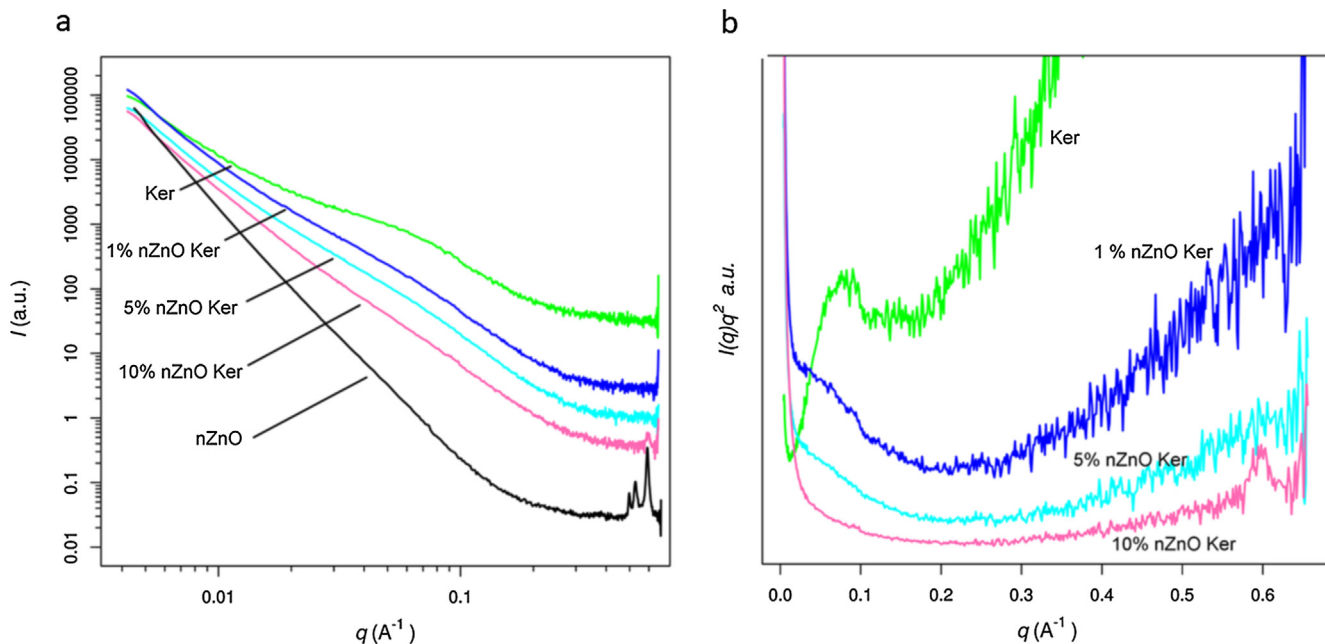 a
100000
10000
1000
100
10
1
0.1
0.01
I (a.u.)
Ker
1% nZnO Ker
5% nZnO Ker
10% nZnO Ker
nZnO
0.01 0.1
q (A⁻¹)
b
I(q)q² a.u.
Ker
1 % nZnO Ker
5% nZnO Ker
10% nZnO Ker
0.0 0.1 0.2 0.3 0.4 0.5 0.6
q (A⁻¹)